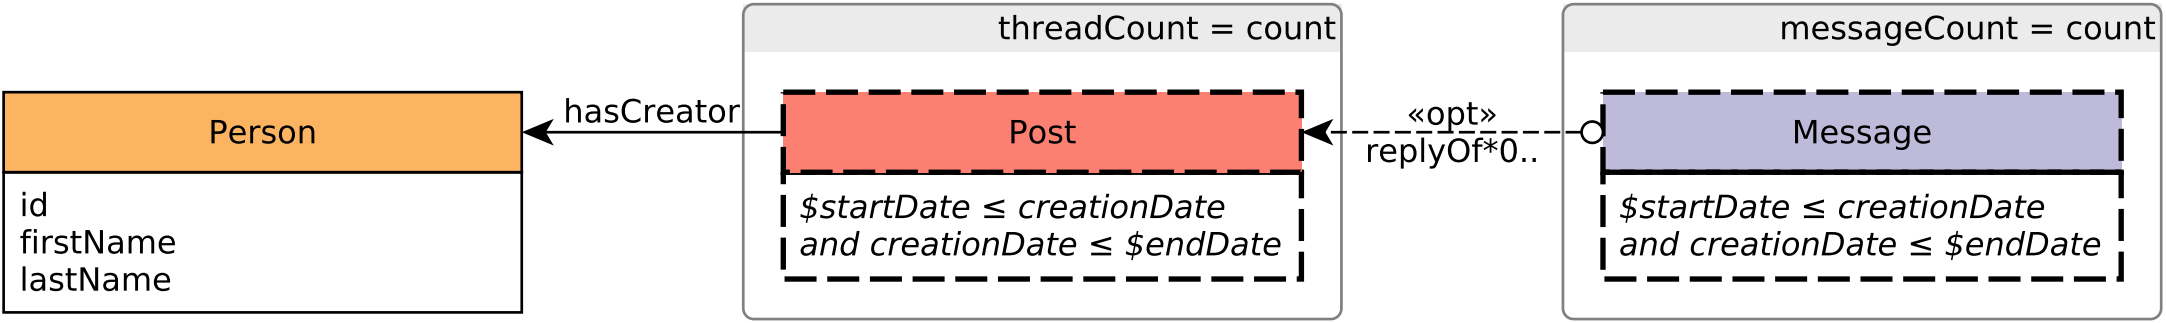 threadCount = count
messageCount = count
Person
hasCreator
Post
«opt»
replyOf*0..
Message
id
firstName
lastName
$startDate ≤ creationDate
and creationDate ≤ $endDate
$startDate ≤ creationDate
and creationDate ≤ $endDate